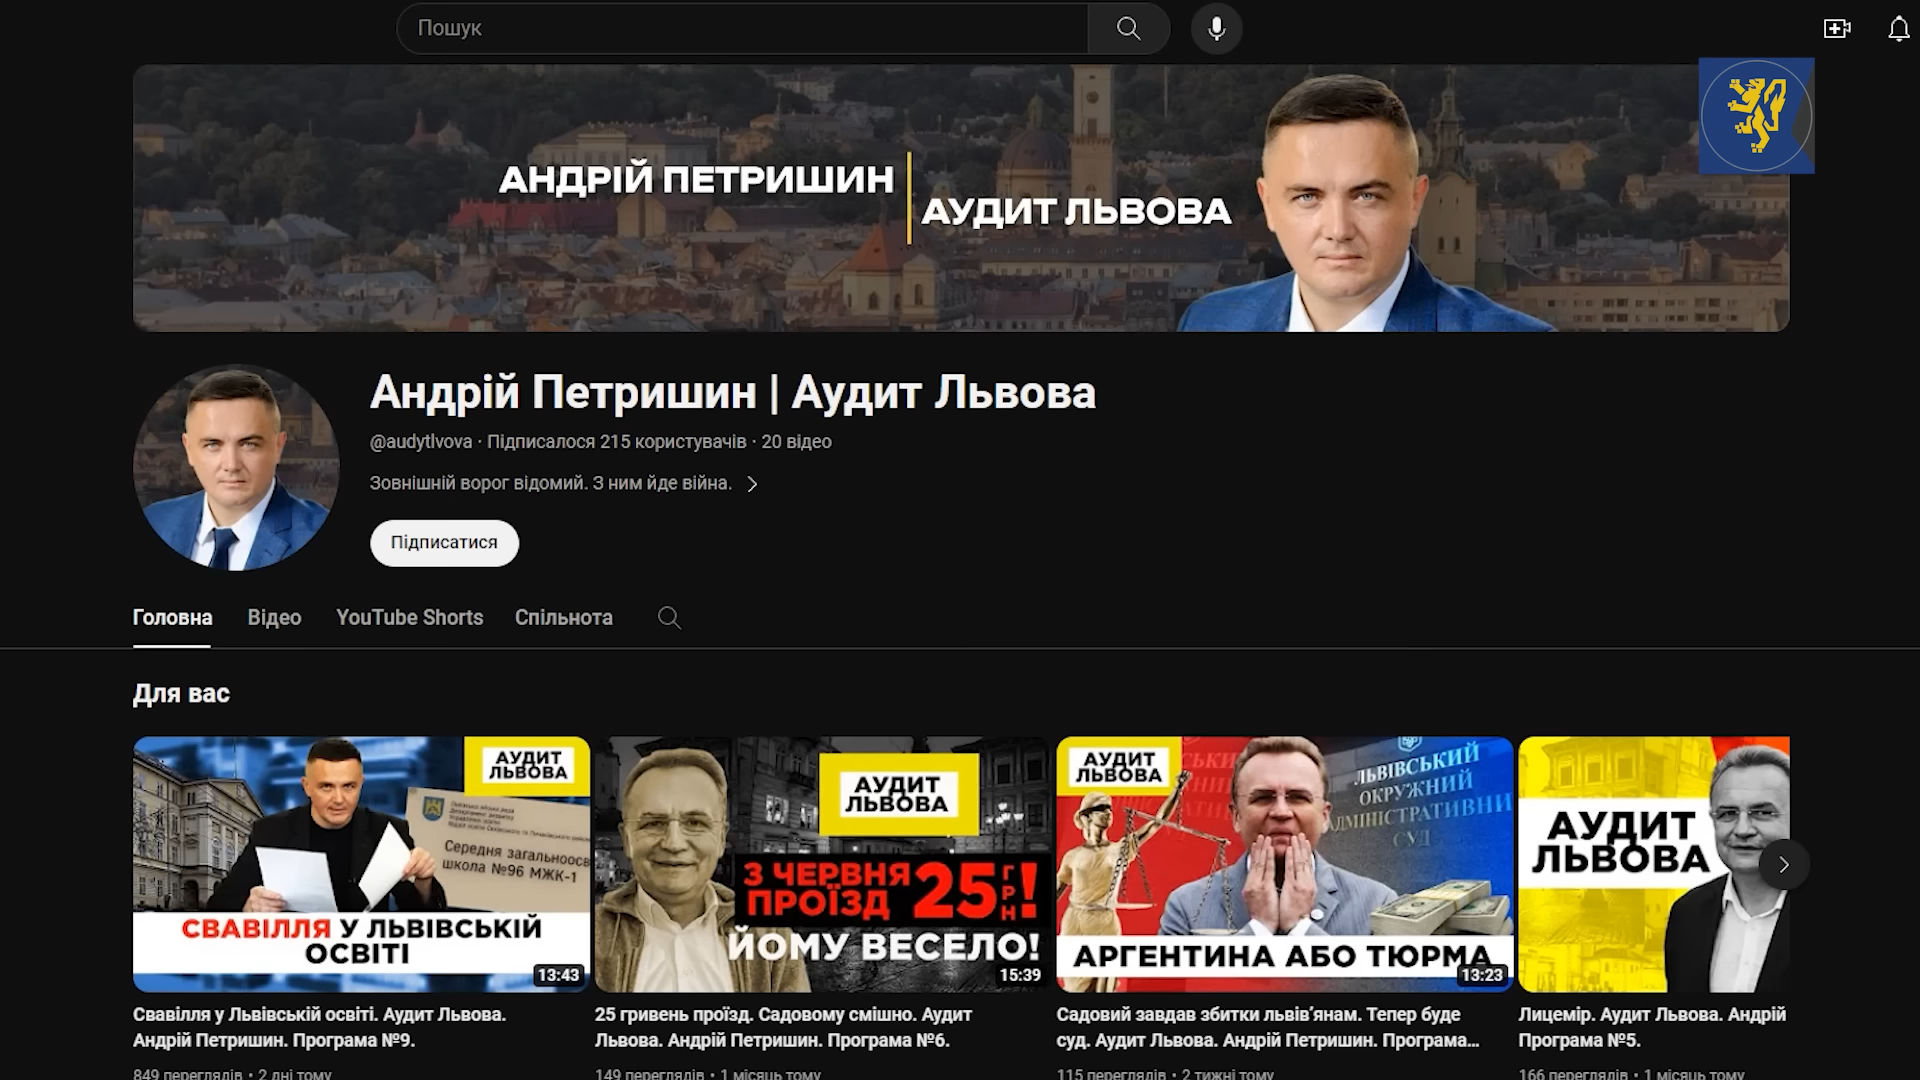 Пошук
АНДРІЙ ПЕТРИШИН
АУДИТ ЛЬВОВА
Андрій Петришин | Аудит Львова
@audytlvova · Підписалося 215 користувачів · 20 відео
Зовнішній ворог відомий. З ним йде війна.
Підписатися
Головна Відео YouTube Shorts Спільнота
Для вас
АУДИТ
ЛЬВОВА
Середня загальноосв
школа №96 МЖК-1
СВАВІЛЛЯ У ЛЬВІВСЬКІЙ
ОСВІТІ
13:43
Свавілля у Львівській освіті. Аудит Львова.
Андрій Петришин. Програма №9.
849 переглядів • 2 дні тому
АУДИТ
ЛЬВОВА
З ЧЕРВНЯ
ПРОЇЗД 25 ГРН!
ЙОМУ ВЕСЕЛО!
15:39
25 гривень проїзд. Садовому смішно. Аудит
Львова. Андрій Петришин. Програма №6.
149 переглядів • 1 місяць тому
АУДИТ
ЛЬВОВА
ЛЬВІВСЬКИЙ
ОКРУЖНИЙ
АДМІНІСТРАТИВНИ
СУД
АРГЕНТИНА АБО ТЮРМА
13:23
Садовий завдав збитки львів’янам. Тепер буде
суд. Аудит Львова. Андрій Петришин. Програма...
115 переглядів • 2 тижні тому
АУДИТ
ЛЬВОВА
Лицемір. Аудит Львова. Андрій
Програма №5.
166 переглядів • 1 місяць тому